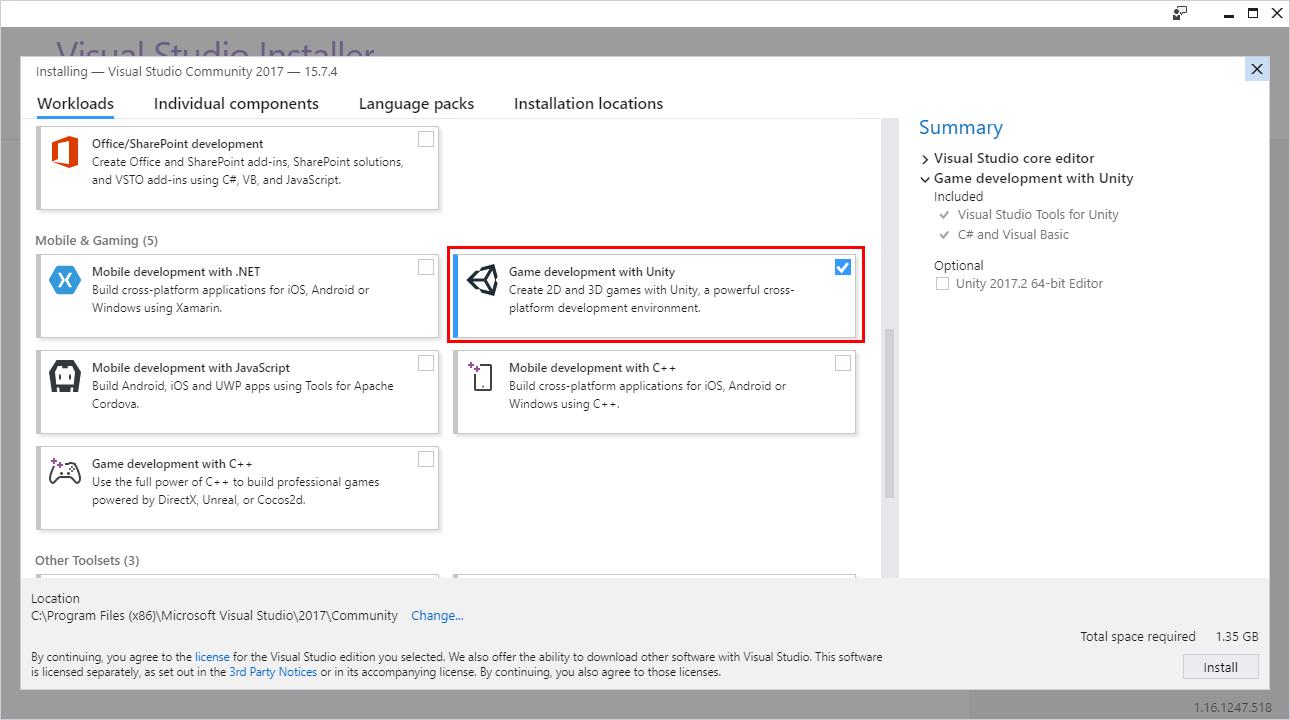 Visual Studio Installer
Installing — Visual Studio Community 2017 — 15.7.4
Workloads
Individual components
Language packs
Installation locations
Office/SharePoint development
Create Office and SharePoint add-ins, SharePoint solutions,
and VSTO add-ins using C#, VB, and JavaScript.
Mobile & Gaming (5)
Mobile development with .NET
Build cross-platform applications for iOS, Android or
Windows using Xamarin.
Game development with Unity
Create 2D and 3D games with Unity, a powerful cross-
platform development environment.
Mobile development with JavaScript
Build Android, iOS and UWP apps using Tools for Apache
Cordova.
Mobile development with C++
Build cross-platform applications for iOS, Android or
Windows using C++.
Game development with C++
Use the full power of C++ to build professional games
powered by DirectX, Unreal, or Cocos2d.
Other Toolsets (3)
Summary
Visual Studio core editor
Game development with Unity
Included
Visual Studio Tools for Unity
C# and Visual Basic
Optional
Unity 2017.2 64-bit Editor
Location
C:\Program Files (x86)\Microsoft Visual Studio\2017\Community Change...
By continuing, you agree to the license for the Visual Studio edition you selected. We also offer the ability to download other software with Visual Studio. This software
is licensed separately, as set out in the 3rd Party Notices or in its accompanying license. By continuing, you also agree to those licenses.
Total space required 1.35 GB
Install
1.16.1247.518